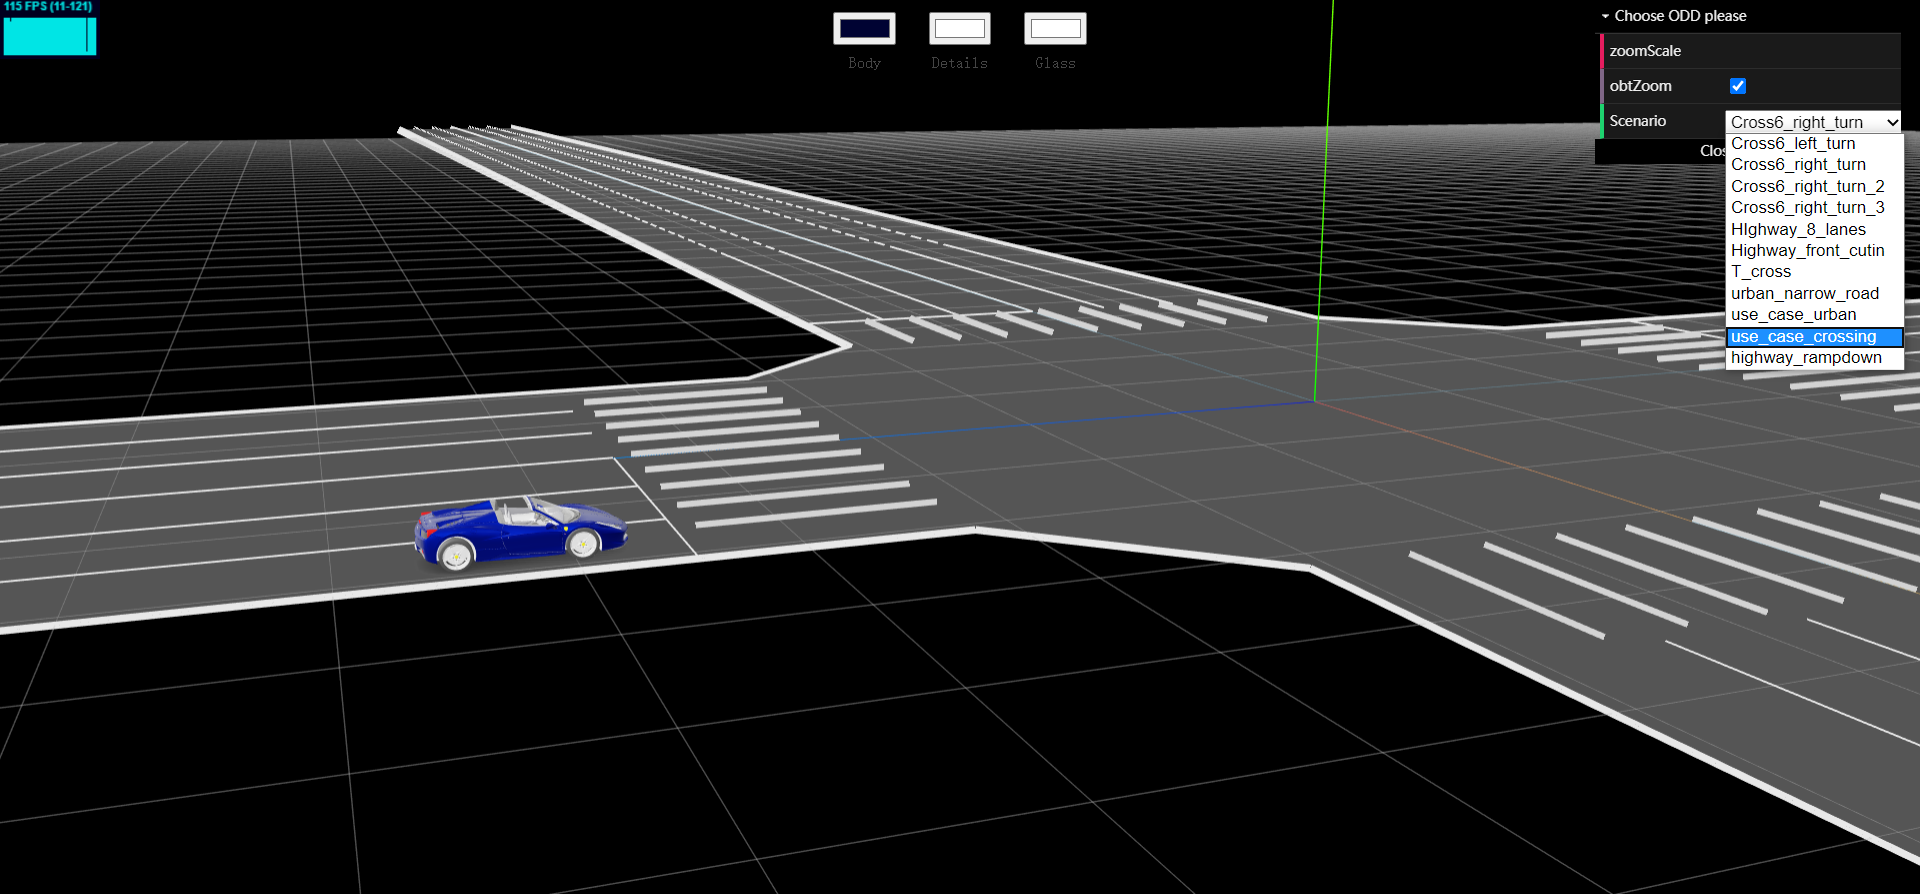 115 FPS (11-121)
Body
Details
Glass
Choose ODD please
zoomScale
obtZoom
Scenario
Cross6_right_turn
Clos
Cross6_left_turn
Cross6_right_turn
Cross6_right_turn_2
Cross6_right_turn_3
HIghway_8_lanes
Highway_front_cutin
T_cross
urban_narrow_road
use_case_urban
use_case_crossing
highway_rampdown